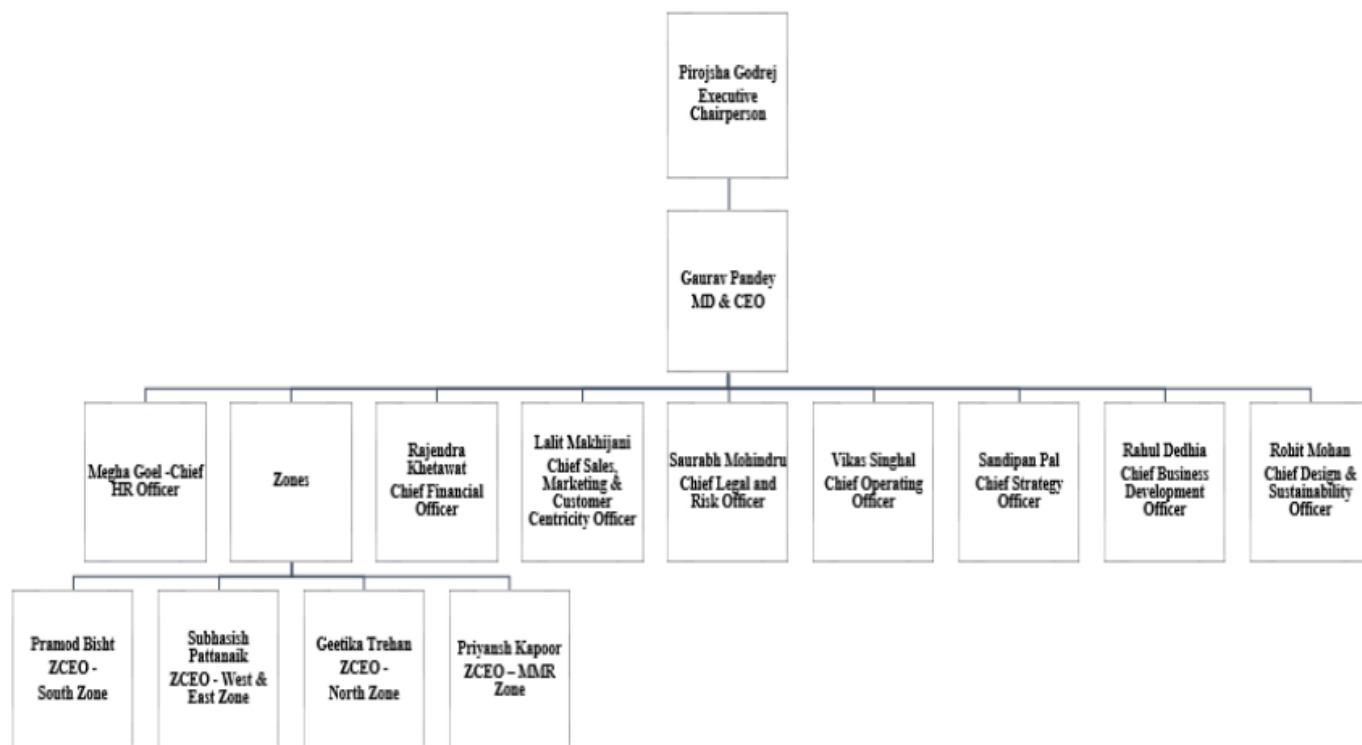 Pirojsha Godrej
Executive
Chairperson
Gaurav Pandey
MD & CEO
Megha Goel -Chief
HR Officer
Zones
Rajendra
Khetawat
Chief Financial
Officer
Lalit Makhijani
Chief Sales,
Marketing &
Customer
Centricity Officer
Saurabh Mohindru
Chief Legal and
Risk Officer
Vikas Singhal
Chief Operating
Officer
Sandipan Pal
Chief Strategy
Officer
Rahul Dedhia
Chief Business
Development
Officer
Rohit Mohan
Chief Design &
Sustainability
Officer
Pramod Bisht
ZCEO -
South Zone
Subhasish
Pattanaik
ZCEO - West &
East Zone
Geetika Trehan
ZCEO -
North Zone
Priyansh Kapoor
ZCEO – MMR
Zone